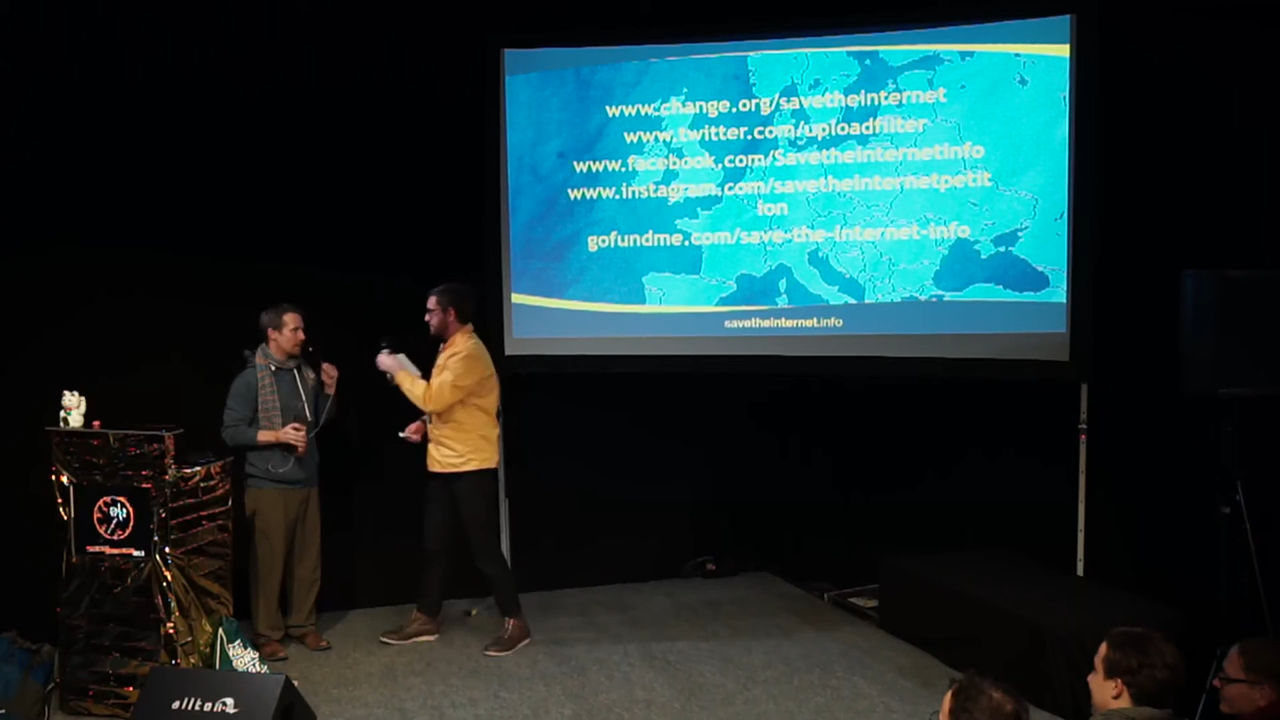 www.change.org/savetheinternet
www.twitter.com/uploadfilter
www.facebook.com/SavetheInternetinfo
www.instagram.com/savetheinternetpetit
ion
gofundme.com/save-the-internet-info
savetheinternet.info